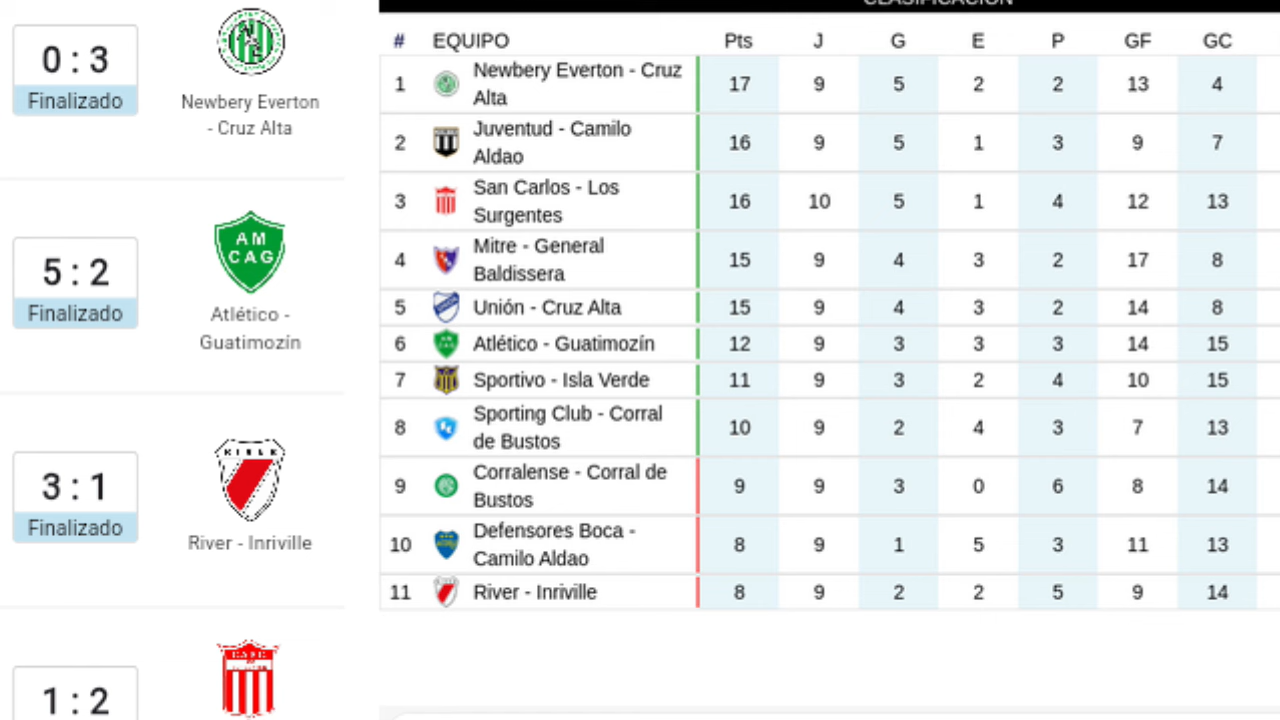 0 : 3
Finalizado
Newbery Everton
- Cruz Alta
5 : 2
Finalizado
AM
CAG
Atlético -
Guatimozín
3 : 1
Finalizado
RIVER
River - Inriville
1 : 2
CLASIFICACIÓN
# EQUIPO Pts J G E P GF GC
1 Newbery Everton - Cruz Alta 17 9 5 2 2 13 4
2 Juventud - Camilo Aldao 16 9 5 1 3 9 7
3 San Carlos - Los Surgentes 16 10 5 1 4 12 13
4 Mitre - General Baldissera 15 9 4 3 2 17 8
5 Unión - Cruz Alta 15 9 4 3 2 14 8
6 Atlético - Guatimozín 12 9 3 3 3 14 15
7 Sportivo - Isla Verde 11 9 3 2 4 10 15
8 Sporting Club - Corral de Bustos 10 9 2 4 3 7 13
9 Corralense - Corral de Bustos 9 9 3 0 6 8 14
10 Defensores Boca - Camilo Aldao 8 9 1 5 3 11 13
11 River - Inriville 8 9 2 2 5 9 14